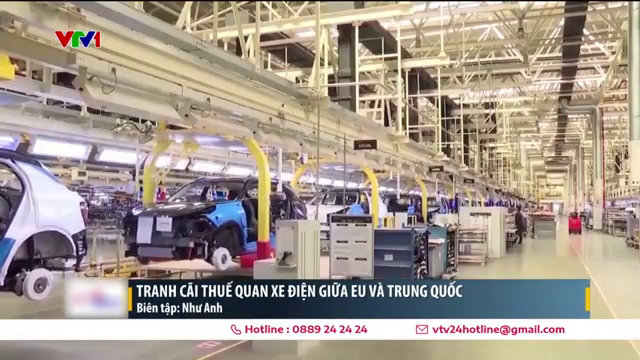 VTV1
TRANH CÃI THUẾ QUAN XE ĐIỆN GIỮA EU VÀ TRUNG QUỐC
Biên tập: Như Anh
Hotline : 0889 24 24 24
vtv24hotline@gmail.com